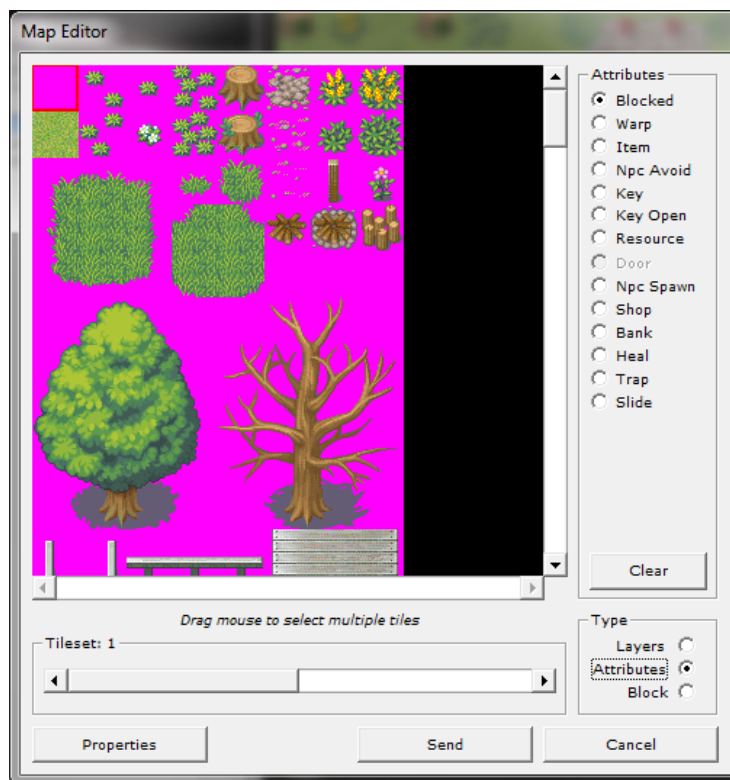 Map Editor
Attributes
Blocked
Warp
Item
Npc Avoid
Key
Key Open
Resource
Door
Npc Spawn
Shop
Bank
Heal
Trap
Slide
Clear
Drag mouse to select multiple tiles
Tileset: 1
Type
Layers
Attributes
Block
Properties
Send
Cancel